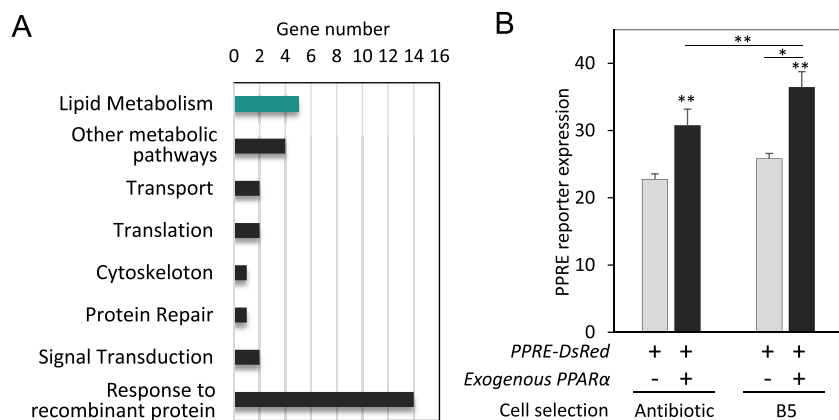 A
Gene number
0 2 4 6 8 10 12 14 16
Lipid Metabolism
Other metabolic
pathways
Transport
Translation
Cytoskeloton
Protein Repair
Signal Transduction
Response to
recombinant protein
B
PPRE reporter expression
40
30
20
10
0
**
*
**
**
PPRE-DsRed + + + +
Exogenous PPARα - + - +
Cell selection Antibiotic B5